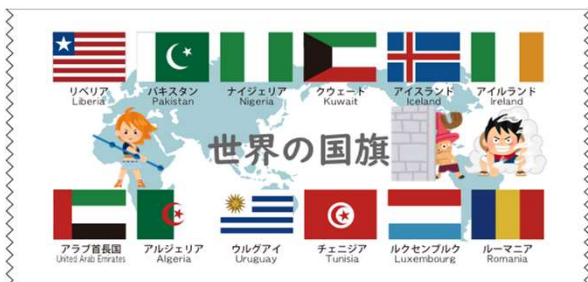 リベリア パキスタン ナイジェリア クウェート アイスランド アイルランド
Liberia Pakistan Nigeria Kuwait Iceland Ireland
世界の国旗
アラブ首長国 アルジェリア ウルグアイ チェニジア ルクセンブルク ルーマニア
United Arab Emirates Algeria Uruguay Tunisia Luxembourg Romania